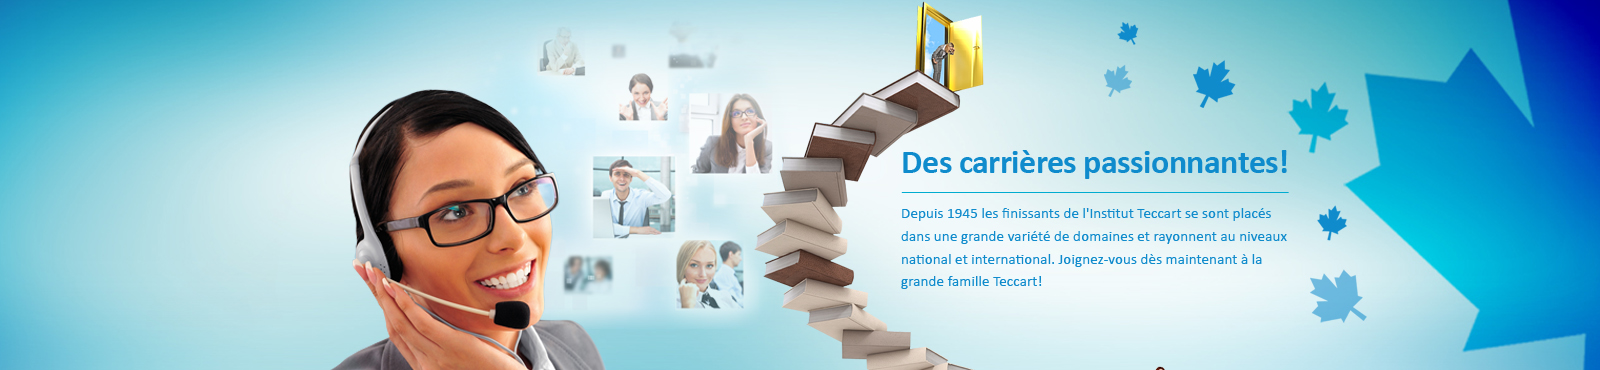 Des carrières passionnantes!
Depuis 1945 les finissants de l'Institut Teccart se sont placés
dans une grande variété de domaines et rayonnent au niveaux
national et international. Joignez-vous dès maintenant à la
grande famille Teccart!